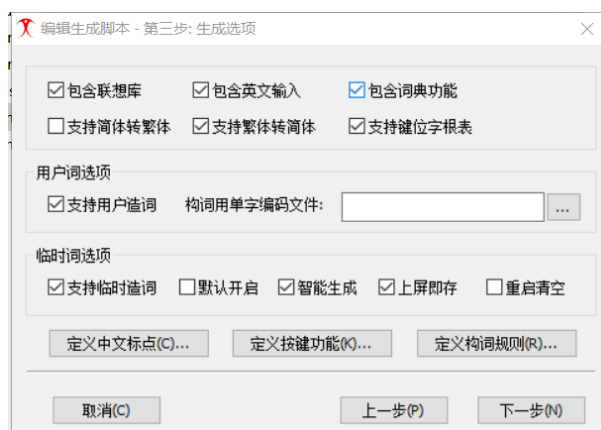 编辑生成脚本 - 第三步: 生成选项
包含联想库 包含英文输入 包含词典功能
支持简体转繁体 支持繁体转简体 支持键位字根表
用户词选项
支持用户造词 构词用单字编码文件: ...
临时词选项
支持临时造词 默认开启 智能生成 上屏即存 重启清空
定义中文标点(C)... 定义按键功能(K)... 定义构词规则(R)...
取消(C) 上一步(P) 下一步(N)